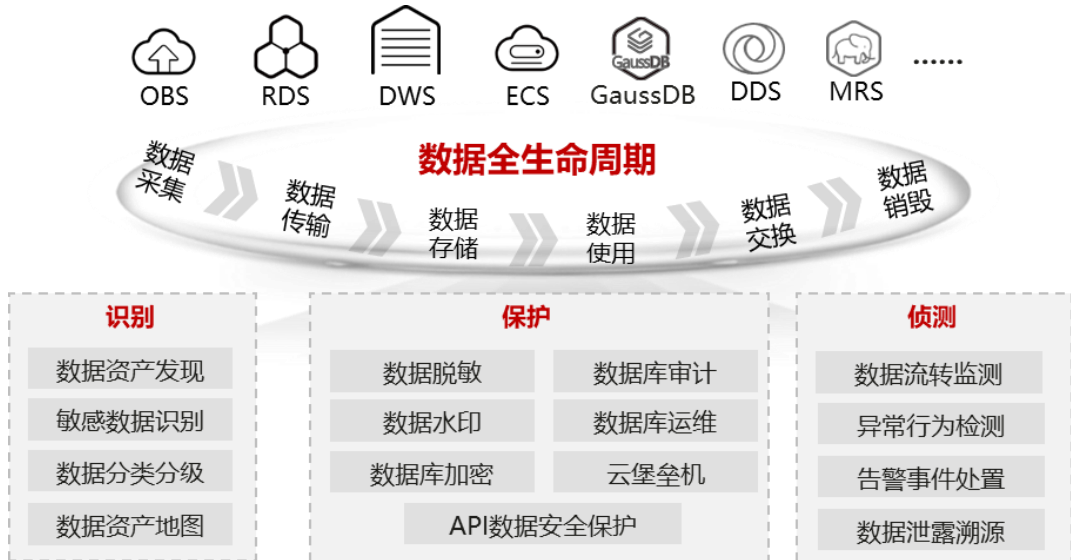 GaussDB
OBS
RDS
DWS
ECS
GaussDB
DDS
MRS
......
数据全生命周期
数据
采集
数据
传输
数据
存储
数据
使用
数据
交换
数据
销毁
识别
数据资产发现
敏感数据识别
数据分类分级
数据资产地图
保护
数据脱敏
数据库审计
数据水印
数据库运维
数据库加密
云堡垒机
API数据安全保护
侦测
数据流转监测
异常行为检测
告警事件处置
数据泄露溯源